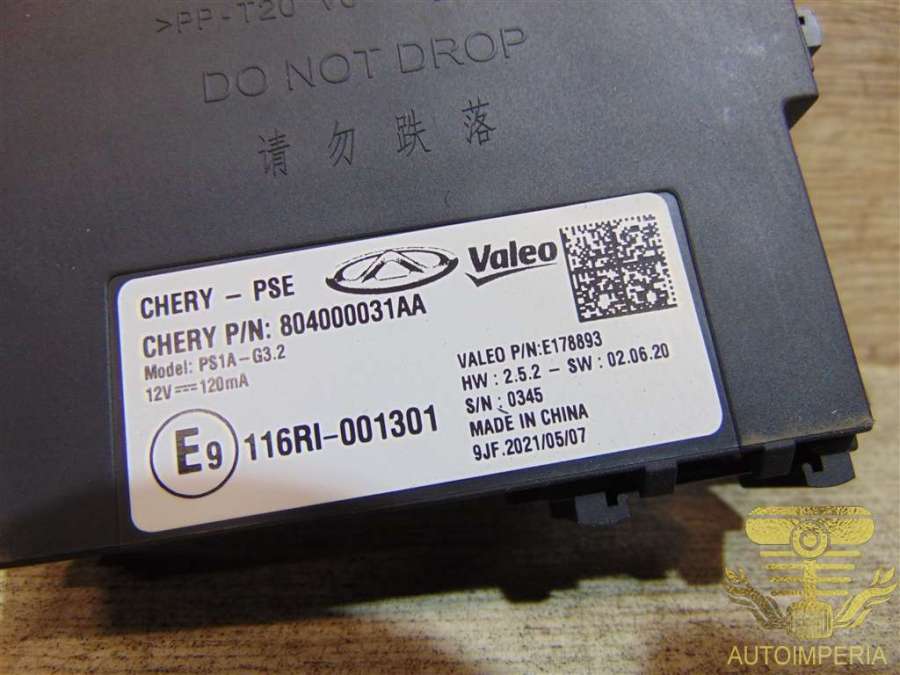 >PP-T20
DO NOT DROP
请勿跌落
CHERY - PSE
Valeo
CHERY P/N: 804000031AA
Model: PS1A-G3.2
12V⎓120mA
E9
116RI-001301
VALEO P/N:E178893
HW : 2.5.2 - SW : 02.06.20
S/N : 0345
MADE IN CHINA
9JF.2021/05/07
AUTOIMPERIA